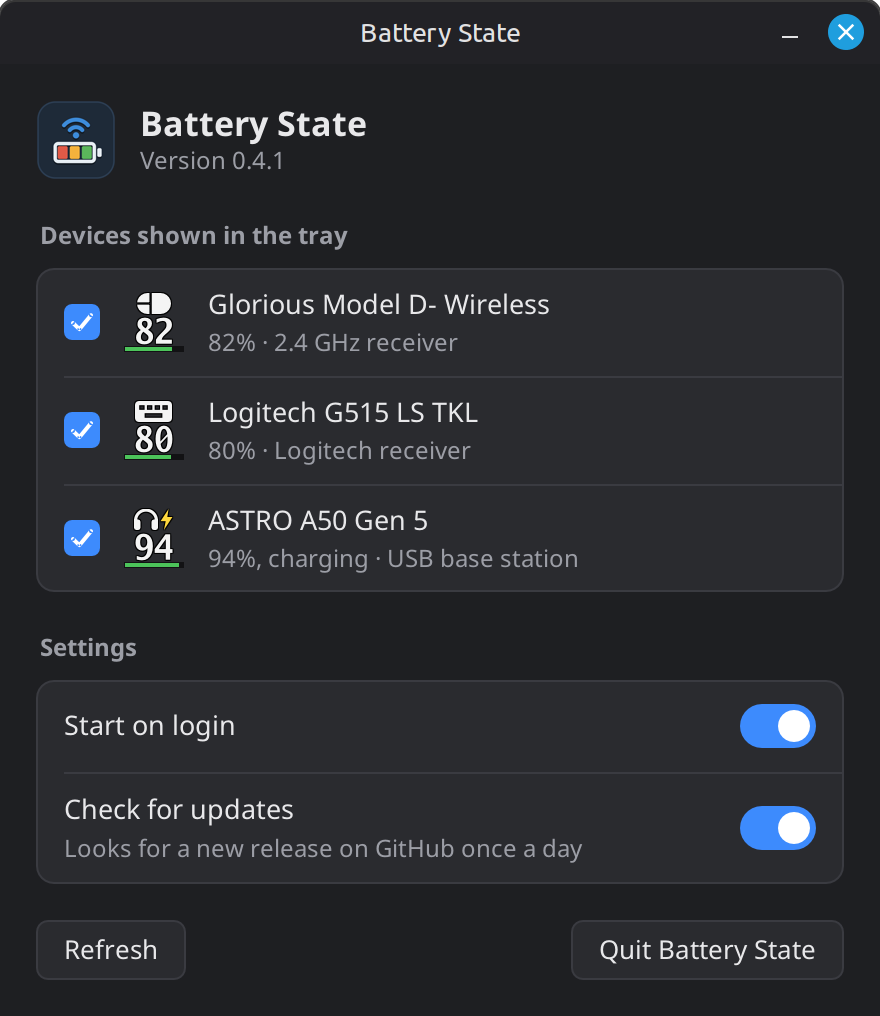 Battery State
Battery State
Version 0.4.1
Devices shown in the tray
82
Glorious Model D- Wireless
82% · 2.4 GHz receiver
80
Logitech G515 LS TKL
80% · Logitech receiver
94
ASTRO A50 Gen 5
94%, charging · USB base station
Settings
Start on login
Check for updates
Looks for a new release on GitHub once a day
Refresh
Quit Battery State